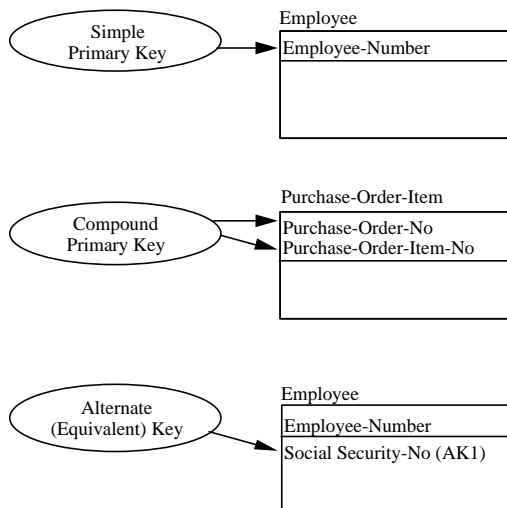 Simple
Primary Key
Employee
Employee-Number
Compound
Primary Key
Purchase-Order-Item
Purchase-Order-No
Purchase-Order-Item-No
Alternate
(Equivalent) Key
Employee
Employee-Number
Social Security-No (AK1)